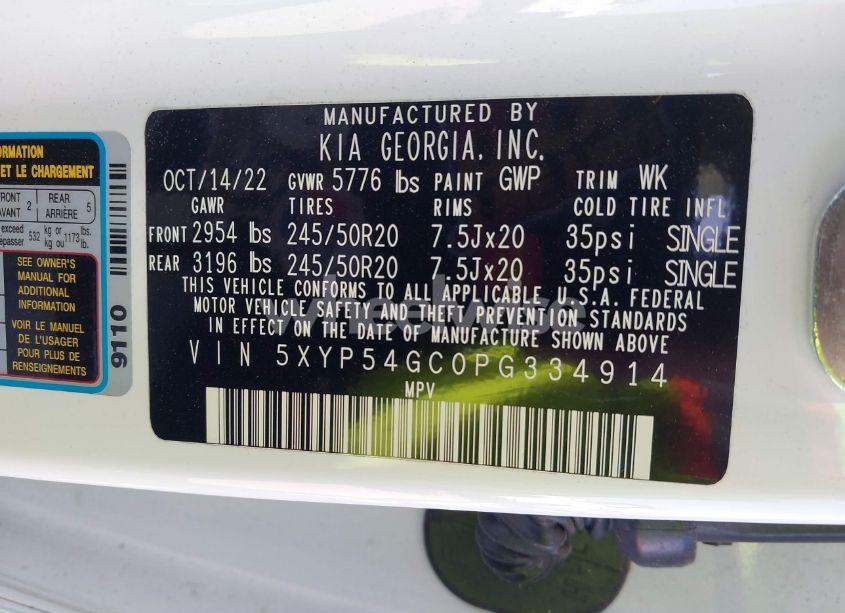 ORMATION
ET LE CHARGEMENT
FRONT
AVANT 2 REAR
ARRIÈRE 5
exceed
épasser 532 kg or
kg ou 1173 lbs.
lb.
SEE OWNER'S
MANUAL FOR
ADDITIONAL
INFORMATION
VOIR LE MANUEL
DE L'USAGER
POUR PLUS DE
RENSEIGNEMENTS
9110
MANUFACTURED BY
KIA GEORGIA, INC.
OCT/14/22 GVWR 5776 lbs PAINT GWP TRIM WK
GAWR TIRES RIMS COLD TIRE INFL
FRONT 2954 lbs 245/50R20 7.5Jx20 35psi SINGLE
REAR 3196 lbs 245/50R20 7.5Jx20 35psi SINGLE
THIS VEHICLE CONFORMS TO ALL APPLICABLE U.S.A. FEDERAL
MOTOR VEHICLE SAFETY AND THEFT PREVENTION STANDARDS
IN EFFECT ON THE DATE OF MANUFACTURE SHOWN ABOVE
VIN 5XYP54GC0PG334914
MPV